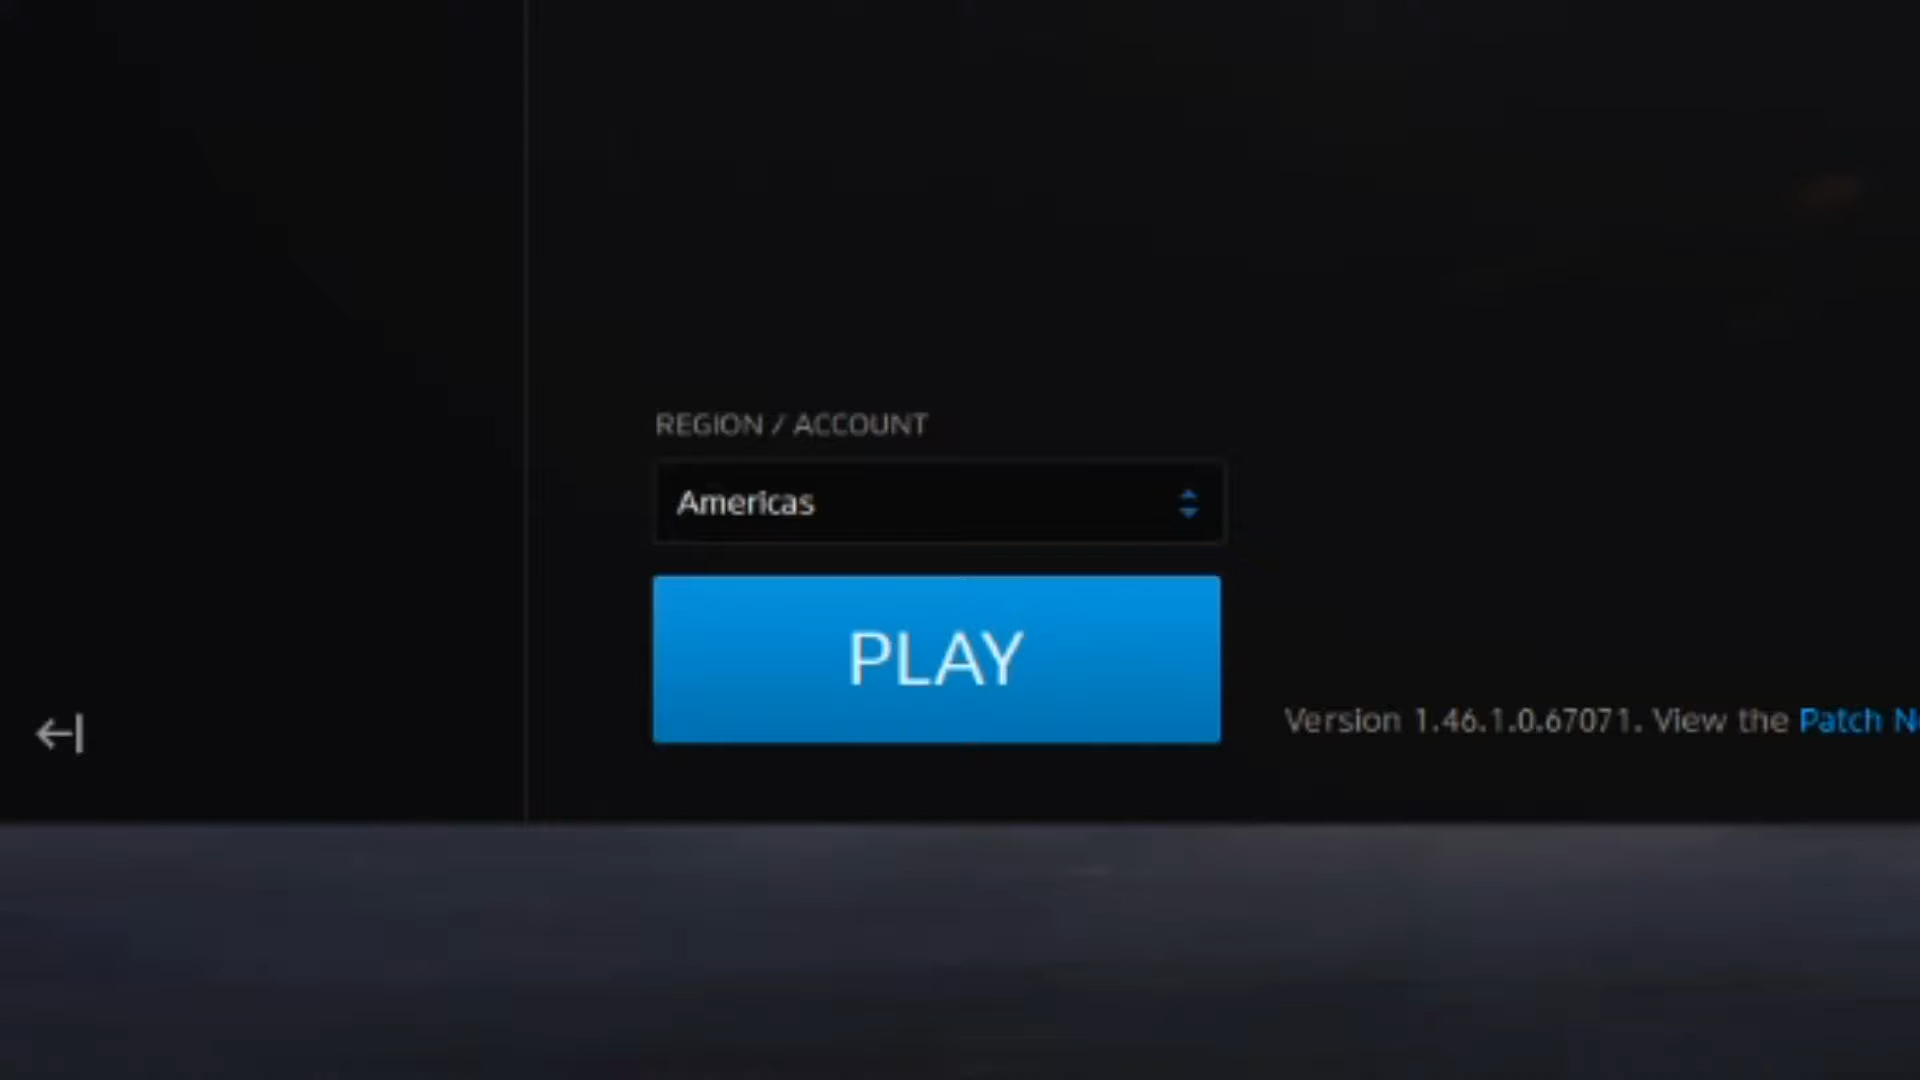 REGION / ACCOUNT
Americas
PLAY
Version 1.46.1.0.67071. View the Patch